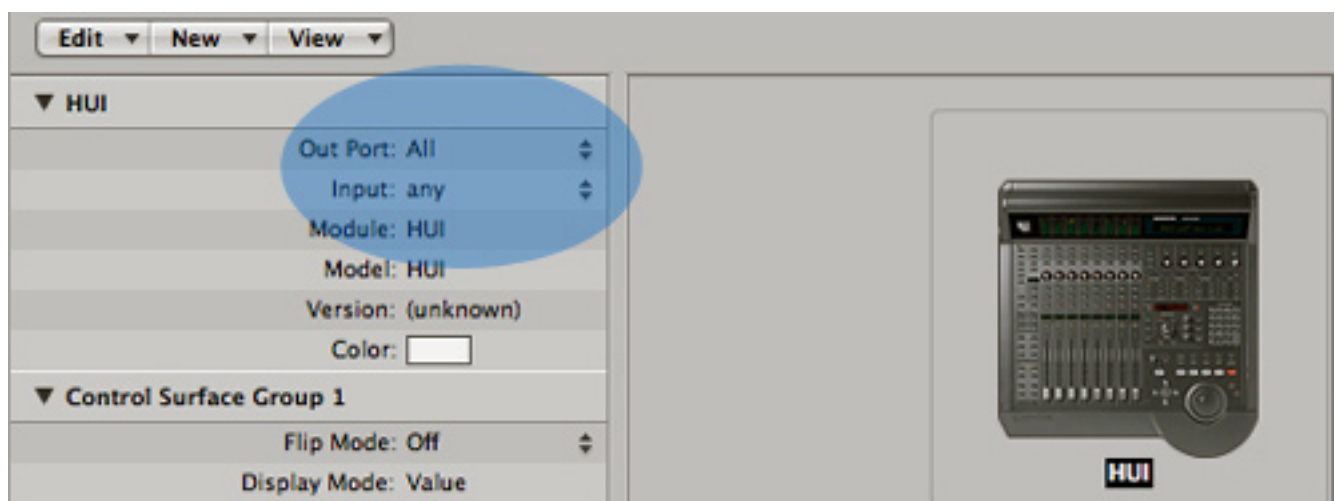 Edit New View
HUI
Out Port: All
Input: any
Module: HUI
Model: HUI
Version: (unknown)
Color:
Control Surface Group 1
Flip Mode: Off
Display Mode: Value
HUI